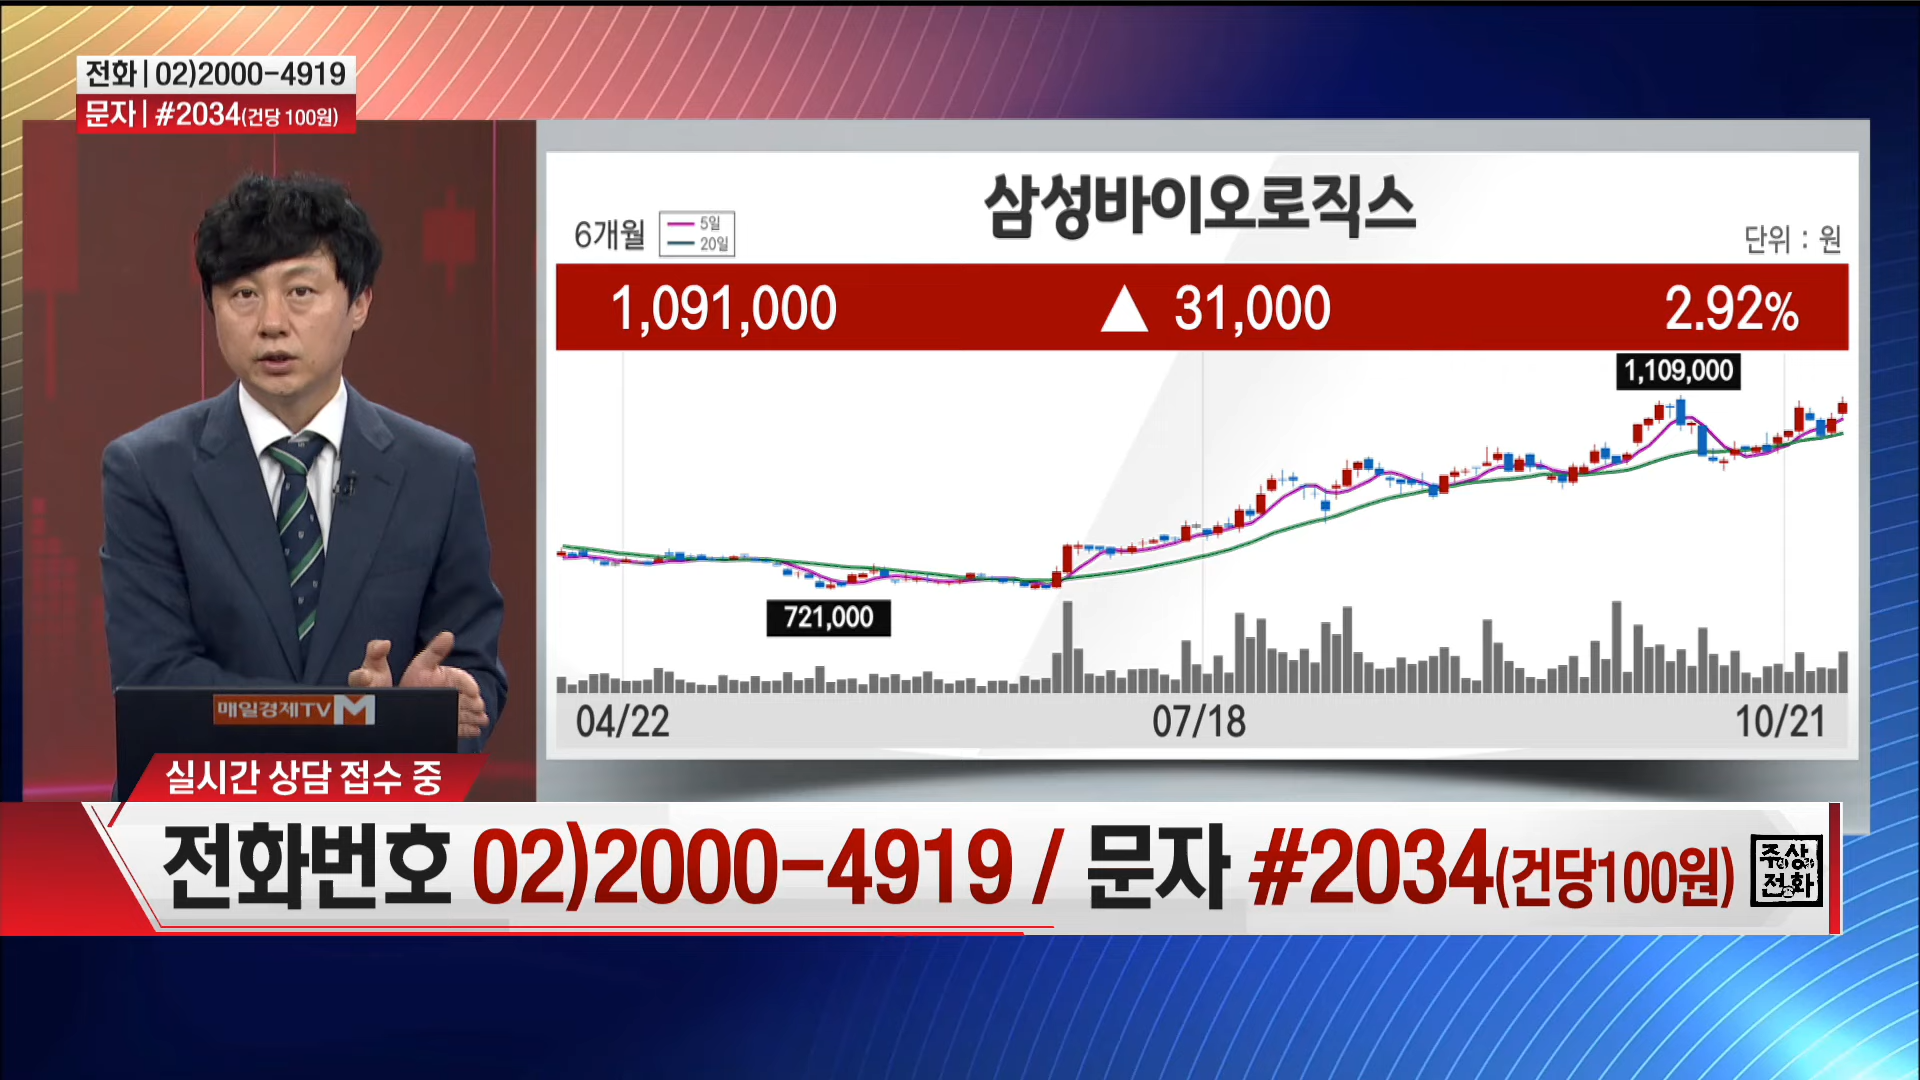 전화 | 02)2000-4919
문자 | #2034(건당 100원)
삼성바이오로직스
6개월
5일
20일
단위 : 원
1,091,000 ▲ 31,000 2.92%
1,109,000
721,000
04/22 07/18 10/21
매일경제TV M
실시간 상담 접수 중
전화번호 02)2000-4919 / 문자 #2034(건당100원)
주상
전화